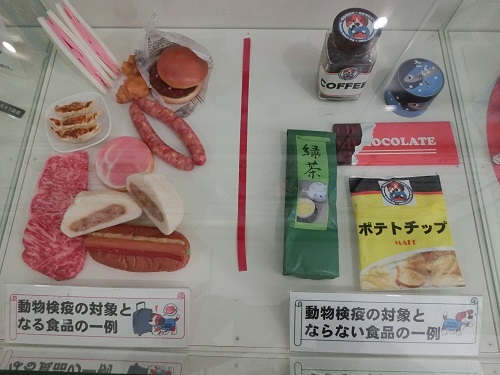 COFFEE
CHOCOLATE
緑茶
ポテトチップ
動物検疫の対象と
なる食品の一例
動物検疫の対象と
ならない食品の一例